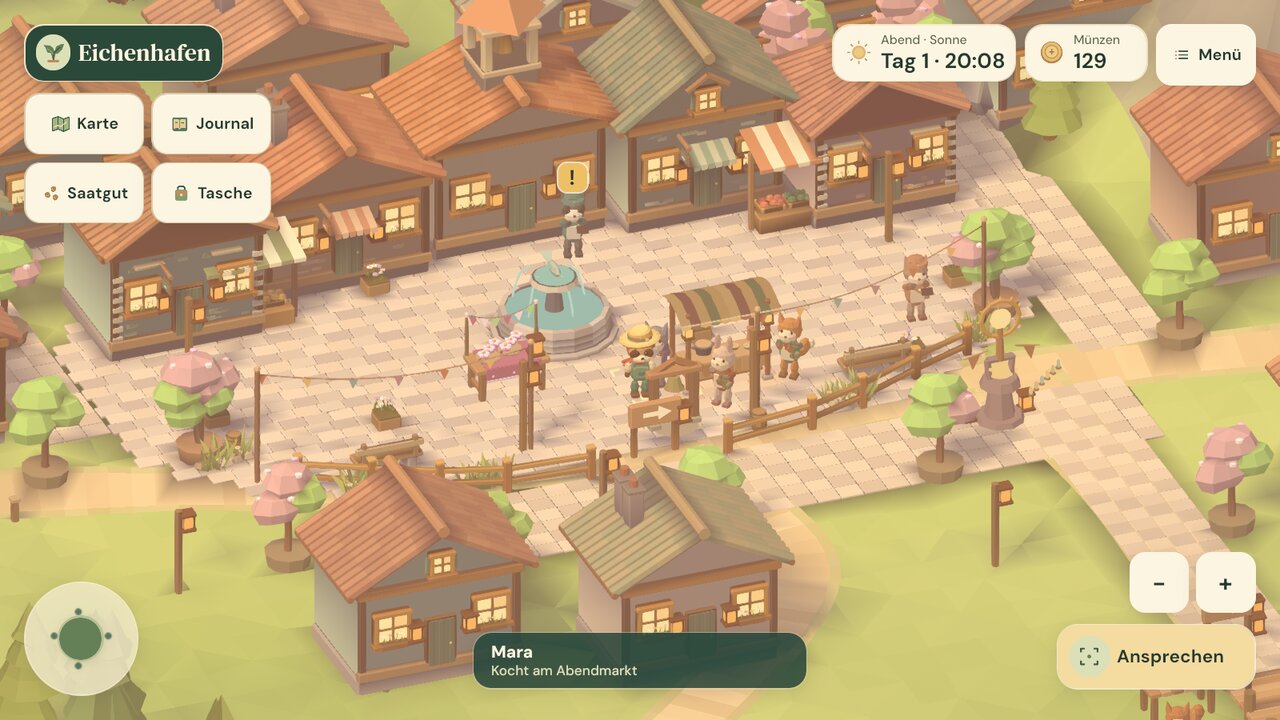 Eichenhafen
Abend · Sonne
Tag 1 · 20:08
Münzen
129
Menü
Karte
Journal
Saatgut
Tasche
!
−
+
Ansprechen
Mara
Kocht am Abendmarkt